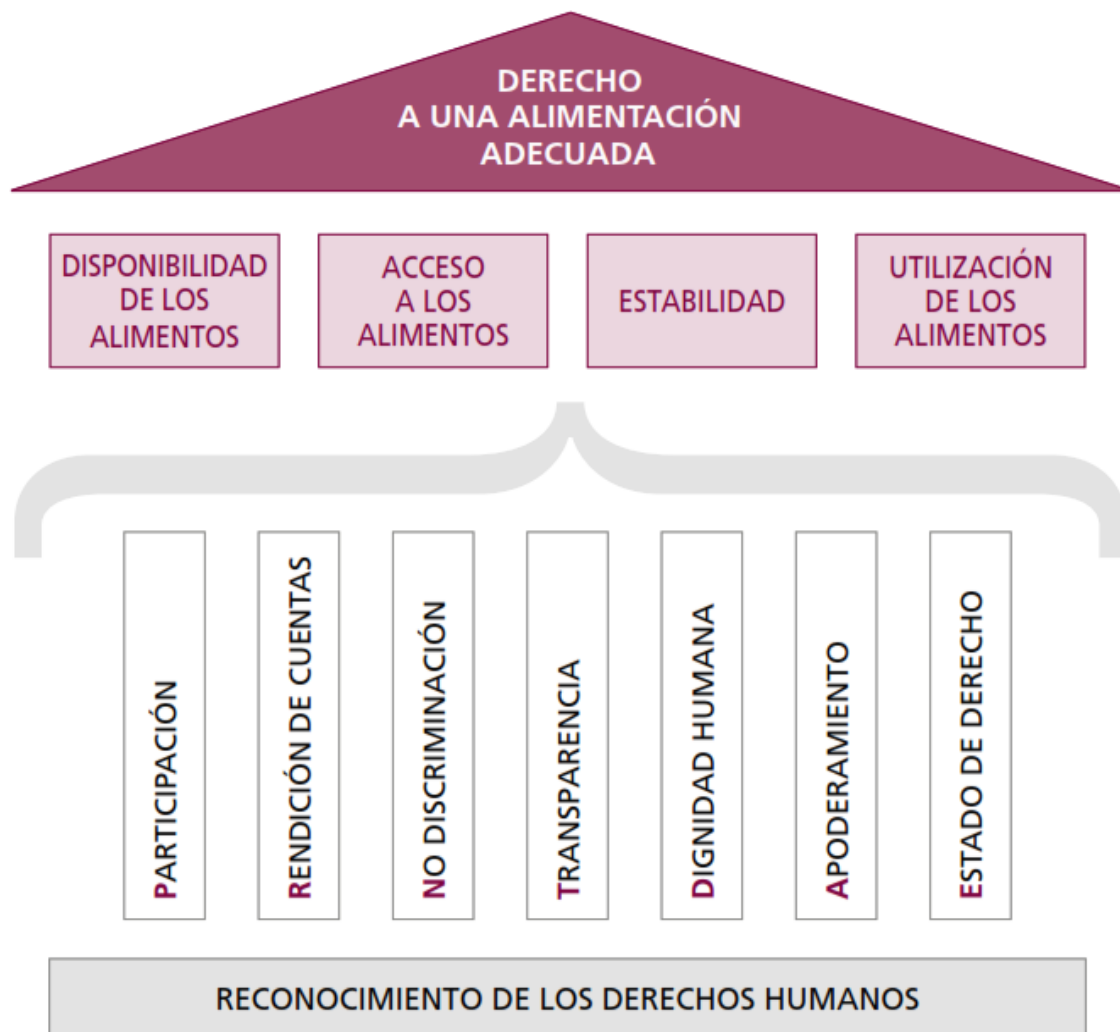 DERECHO
A UNA ALIMENTACIÓN
ADECUADA
DISPONIBILIDAD
DE LOS
ALIMENTOS
ACCESO
A LOS
ALIMENTOS
ESTABILIDAD
UTILIZACIÓN
DE LOS
ALIMENTOS
PARTICIPACIÓN
RENDICIÓN DE CUENTAS
NO DISCRIMINACIÓN
TRANSPARENCIA
DIGNIDAD HUMANA
APODERAMIENTO
ESTADO DE DERECHO
RECONOCIMIENTO DE LOS DERECHOS HUMANOS